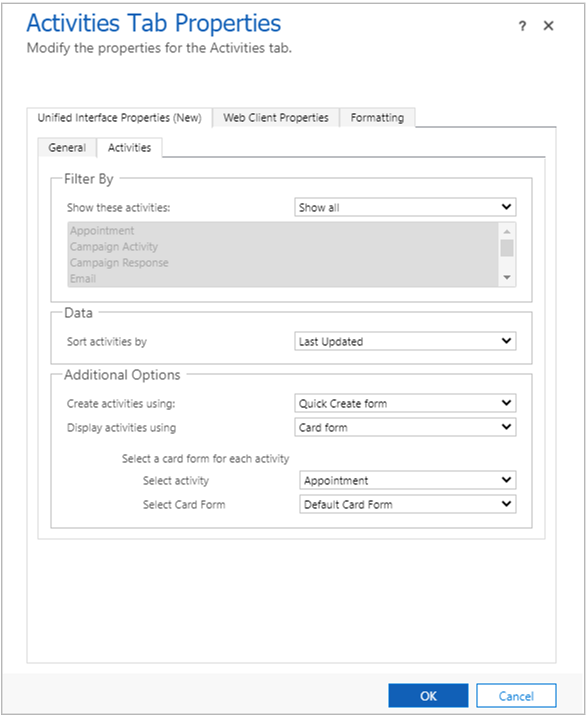 Activities Tab Properties
? ✕
Modify the properties for the Activities tab.
Unified Interface Properties (New) Web Client Properties Formatting
General Activities
Filter By
Show these activities: Show all
Appointment
Campaign Activity
Campaign Response
Email
Data
Sort activities by Last Updated
Additional Options
Create activities using: Quick Create form
Display activities using Card form
Select a card form for each activity
Select activity Appointment
Select Card Form Default Card Form
OK Cancel